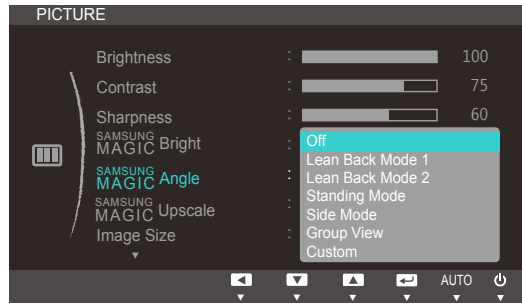 PICTURE
Brightness : 100
Contrast : 75
Sharpness : 60
SAMSUNG MAGIC Bright :
SAMSUNG MAGIC Angle :
SAMSUNG MAGIC Upscale :
Image Size :
Off
Lean Back Mode 1
Lean Back Mode 2
Standing Mode
Side Mode
Group View
Custom
AUTO